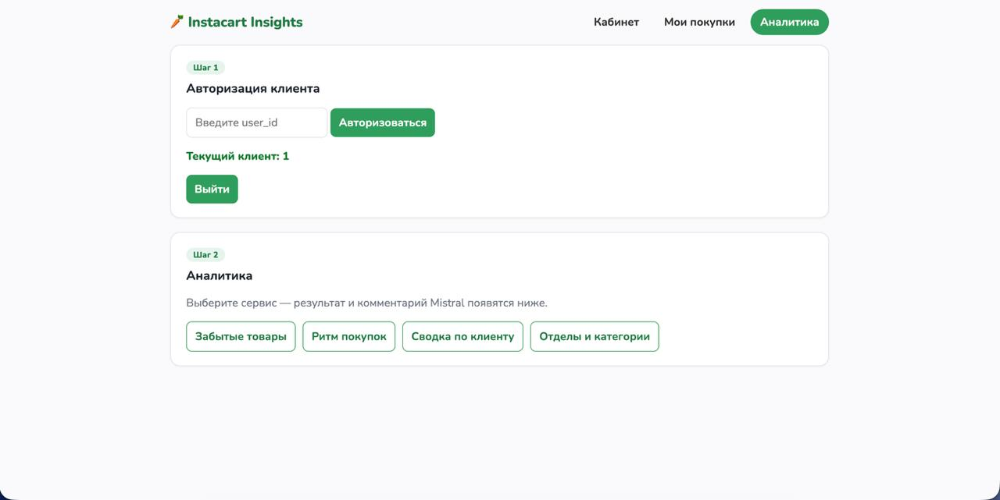 Instacart Insights
Кабинет Мои покупки Аналитика
Шаг 1
Авторизация клиента
Введите user_id Авторизоваться
Текущий клиент: 1
Выйти
Шаг 2
Аналитика
Выберите сервис — результат и комментарий Mistral появятся ниже.
Забытые товары Ритм покупок Сводка по клиенту Отделы и категории